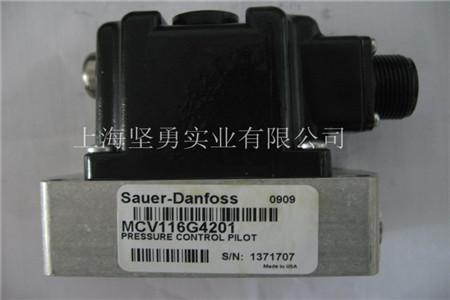 上海坚勇实业有限公司
Sauer-Danfoss 0909
MCV116G4201
PRESSURE CONTROL PILOT
S/N: 1371707
Made in USA